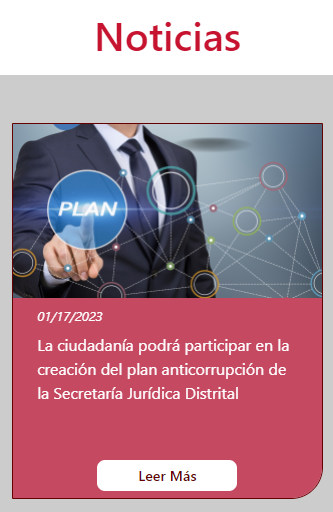 Noticias
PLAN
01/17/2023
La ciudadanía podrá participar en la
creación del plan anticorrupción de
la Secretaría Jurídica Distrital
Leer Más